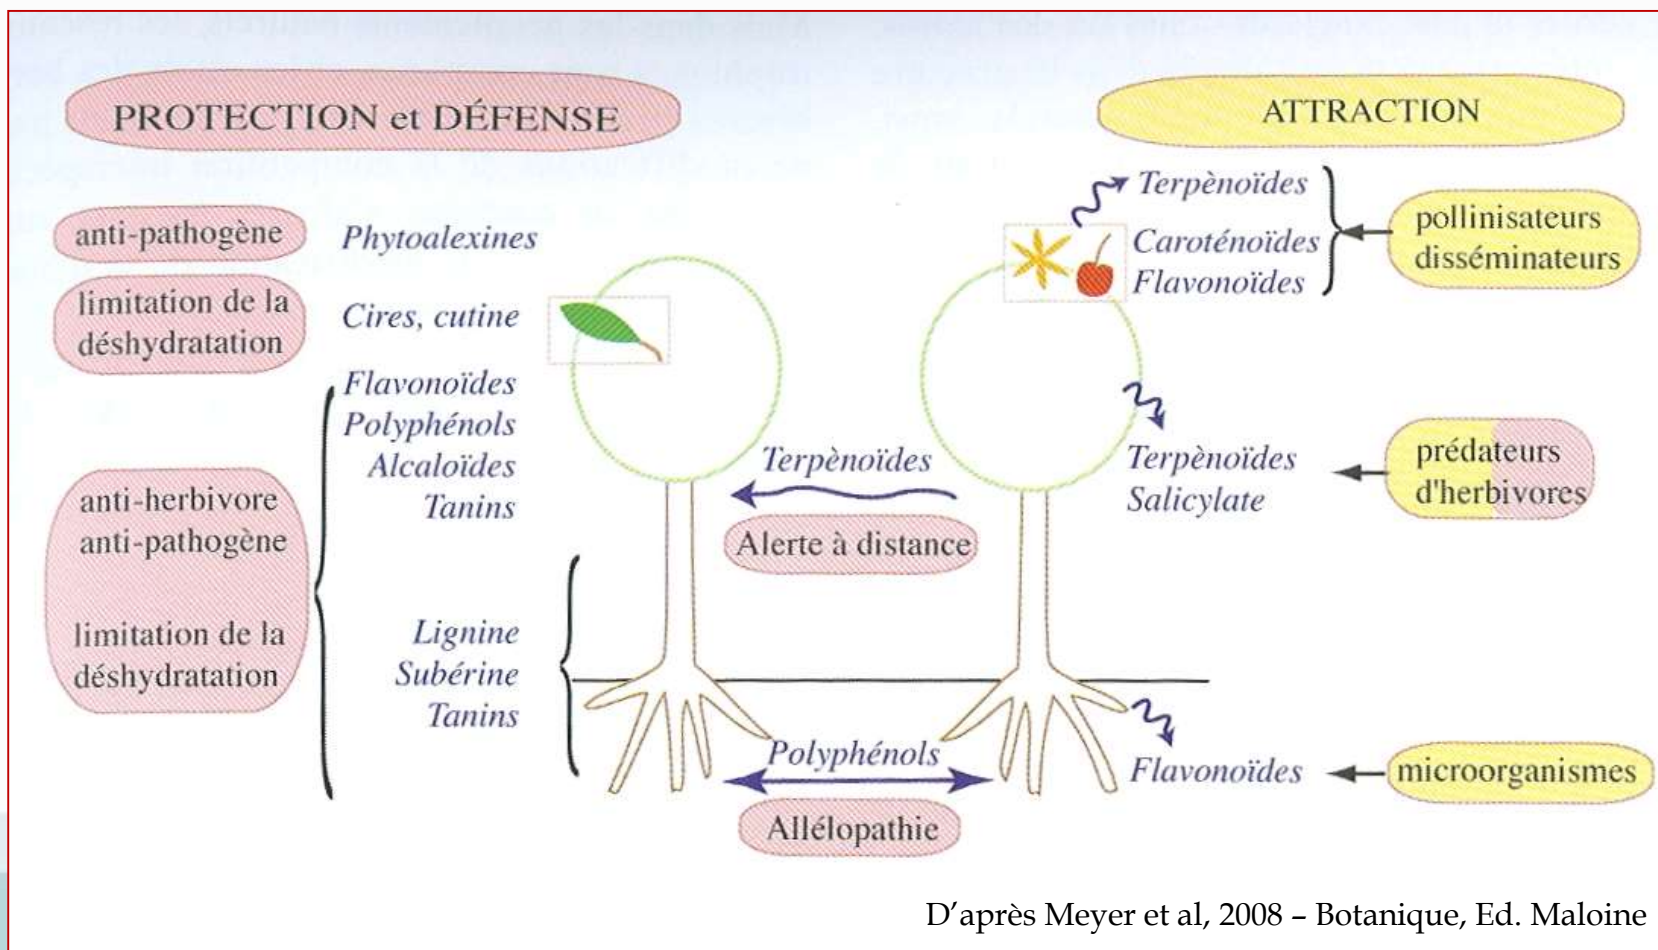 PROTECTION et DÉFENSE
anti-pathogène
Phytoalexines
limitation de la
déshydratation
Cires, cutine
Flavonoïdes
Polyphénols
Alcaloïdes
Tanins
anti-herbivore
anti-pathogène
limitation de la
déshydratation
Lignine
Subérine
Tanins
Terpènoïdes
Alerte à distance
Polyphénols
Allélopathie
ATTRACTION
Terpènoïdes
Caroténoïdes
Flavonoïdes
pollinisateurs
disséminateurs
Terpènoïdes
Salicylate
prédateurs
d'herbivores
Flavonoïdes
microorganismes
D’après Meyer et al, 2008 – Botanique, Ed. Maloine